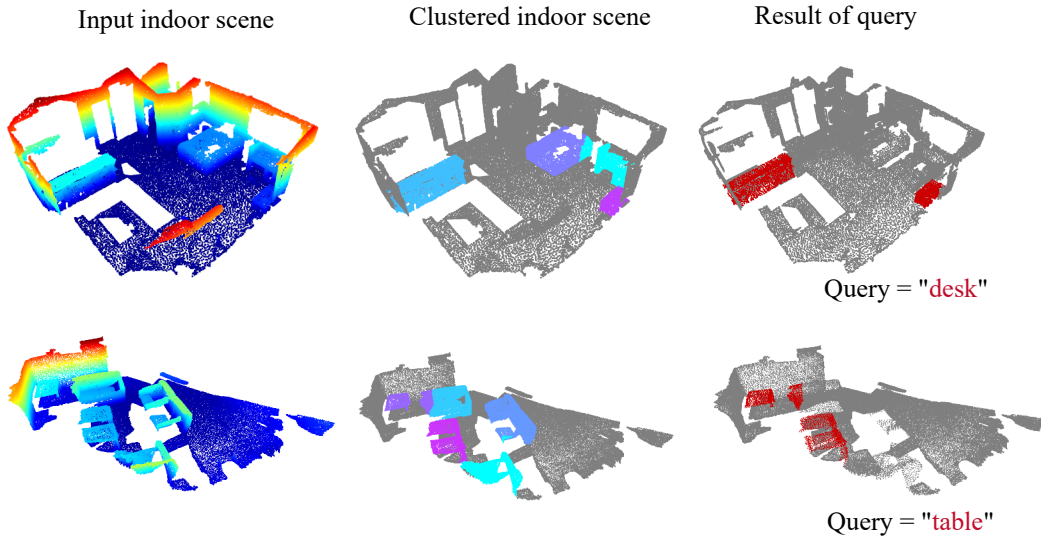 Input indoor scene
Clustered indoor scene
Result of query
Query = "desk"
Query = "table"